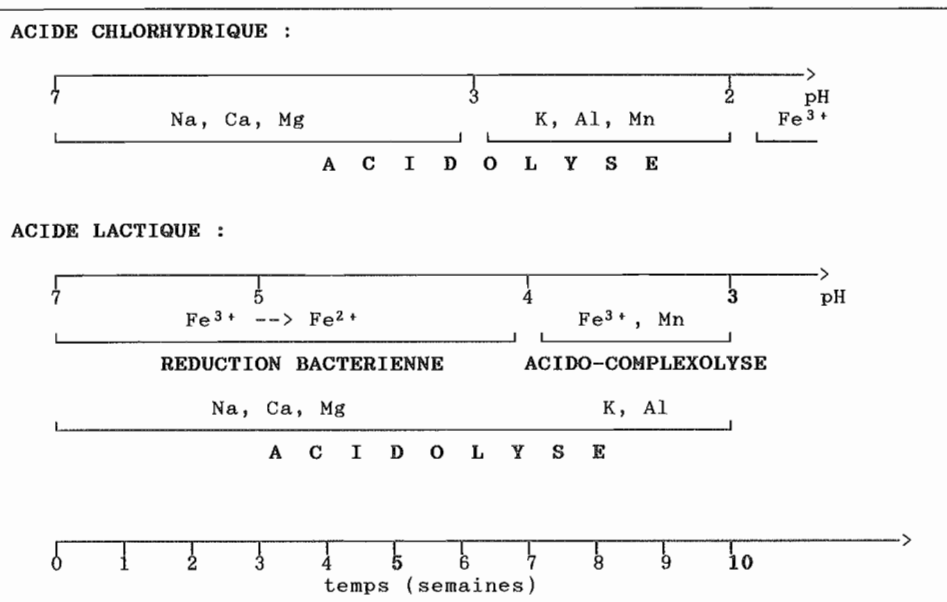 ACIDE CHLORHYDRIQUE :
7 3 2 pH
Na, Ca, Mg K, Al, Mn Fe³⁺
A C I D O L Y S E
ACIDE LACTIQUE :
7 5 4 3 pH
Fe³⁺ --> Fe²⁺ Fe³⁺, Mn
REDUCTION BACTERIENNE ACIDO-COMPLEXOLYSE
Na, Ca, Mg K, Al
A C I D O L Y S E
0 1 2 3 4 5 6 7 8 9 10
temps (semaines)